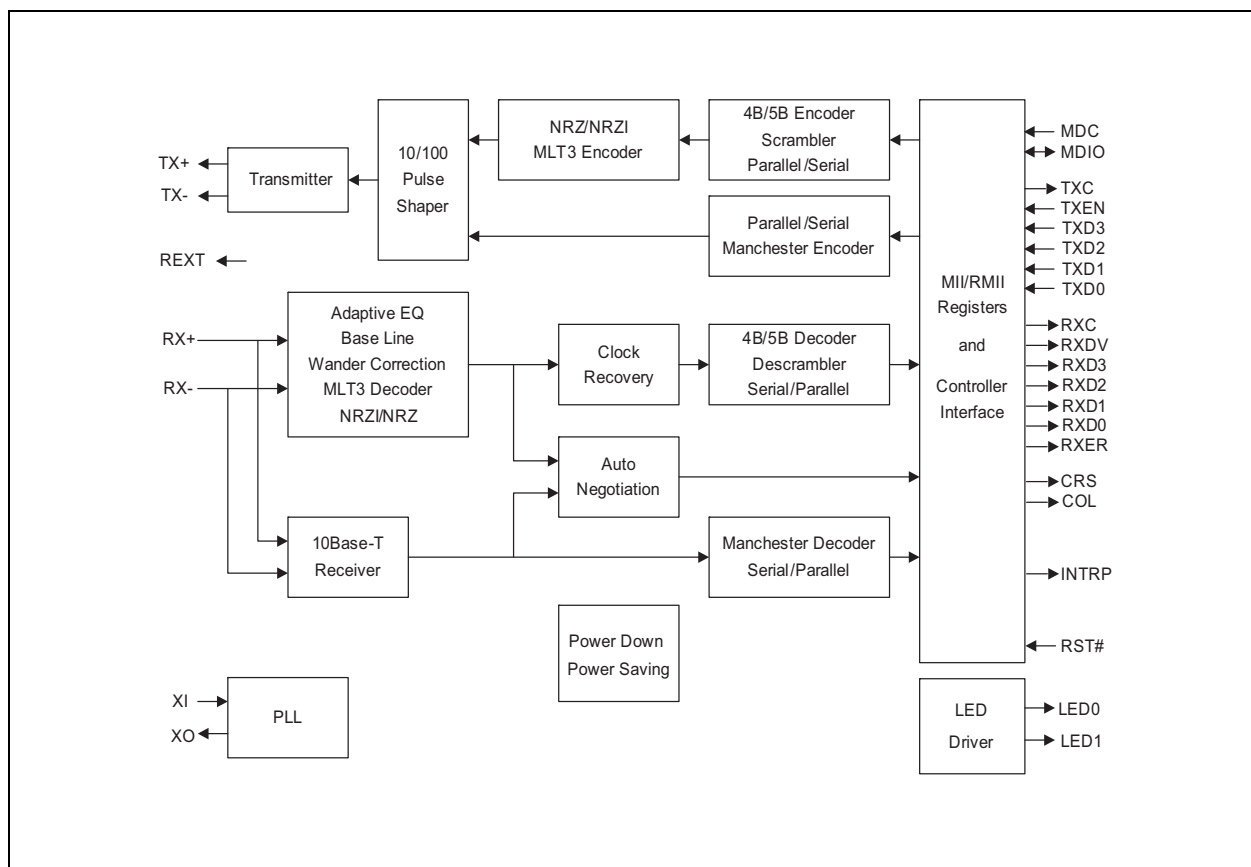 TX+
TX-
REXT
RX+
RX-
XI
XO
Transmitter
10/100
Pulse
Shaper
NRZ/NRZI
MLT3 Encoder
4B/5B Encoder
Scrambler
Parallel/Serial
Parallel/Serial
Manchester Encoder
Adaptive EQ
Base Line
Wander Correction
MLT3 Decoder
NRZI/NRZ
Clock
Recovery
4B/5B Decoder
Descrambler
Serial/Parallel
Auto
Negotiation
10Base-T
Receiver
Manchester Decoder
Serial/Parallel
Power Down
Power Saving
PLL
MII/RMII
Registers
and
Controller
Interface
LED
Driver
MDC
MDIO
TXC
TXEN
TXD3
TXD2
TXD1
TXD0
RXC
RXDV
RXD3
RXD2
RXD1
RXD0
RXER
CRS
COL
INTRP
RST#
LED0
LED1